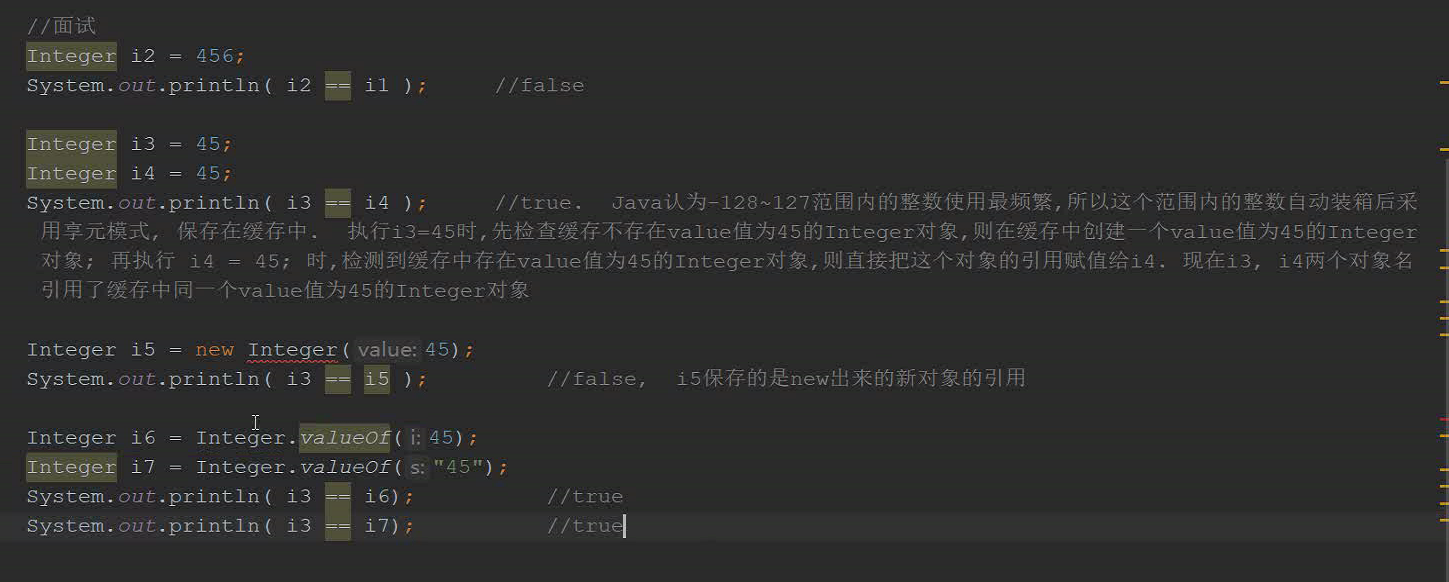 //面试
Integer i2 = 456;
System.out.println( i2 == i1 ); //false
Integer i3 = 45;
Integer i4 = 45;
System.out.println( i3 == i4 ); //true. Java认为-128~127范围内的整数使用最频繁,所以这个范围内的整数自动装箱后采
用享元模式, 保存在缓存中. 执行i3=45时,先检查缓存不存在value值为45的Integer对象,则在缓存中创建一个value值为45的Integer
对象; 再执行 i4 = 45; 时,检测到缓存中存在value值为45的Integer对象,则直接把这个对象的引用赋值给i4. 现在i3, i4两个对象名
引用了缓存中同一个value值为45的Integer对象
Integer i5 = new Integer( value: 45);
System.out.println( i3 == i5 ); //false, i5保存的是new出来的新对象的引用
Integer i6 = Integer.valueOf( i: 45);
Integer i7 = Integer.valueOf( s: "45");
System.out.println( i3 == i6); //true
System.out.println( i3 == i7); //true